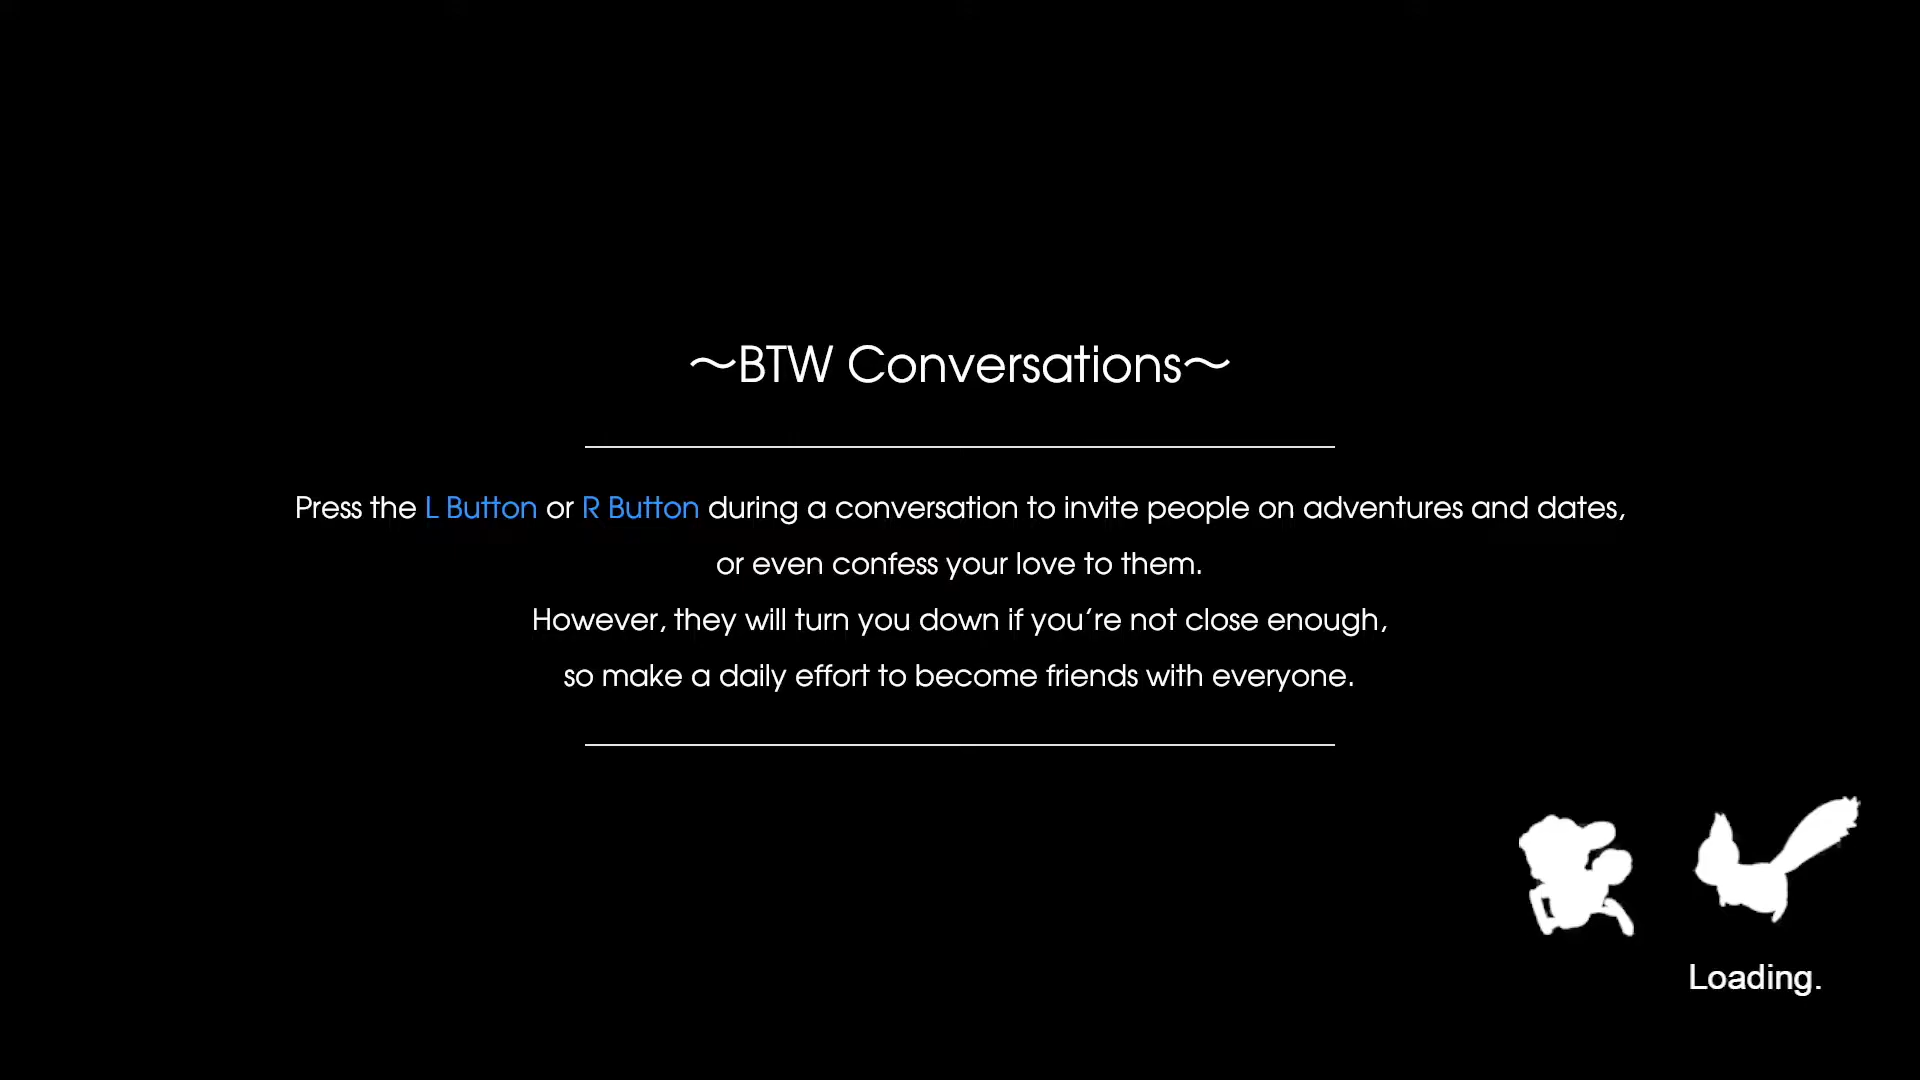 ～BTW Conversations～
Press the L Button or R Button during a conversation to invite people on adventures and dates,
or even confess your love to them.
However, they will turn you down if you’re not close enough,
so make a daily effort to become friends with everyone.
Loading.